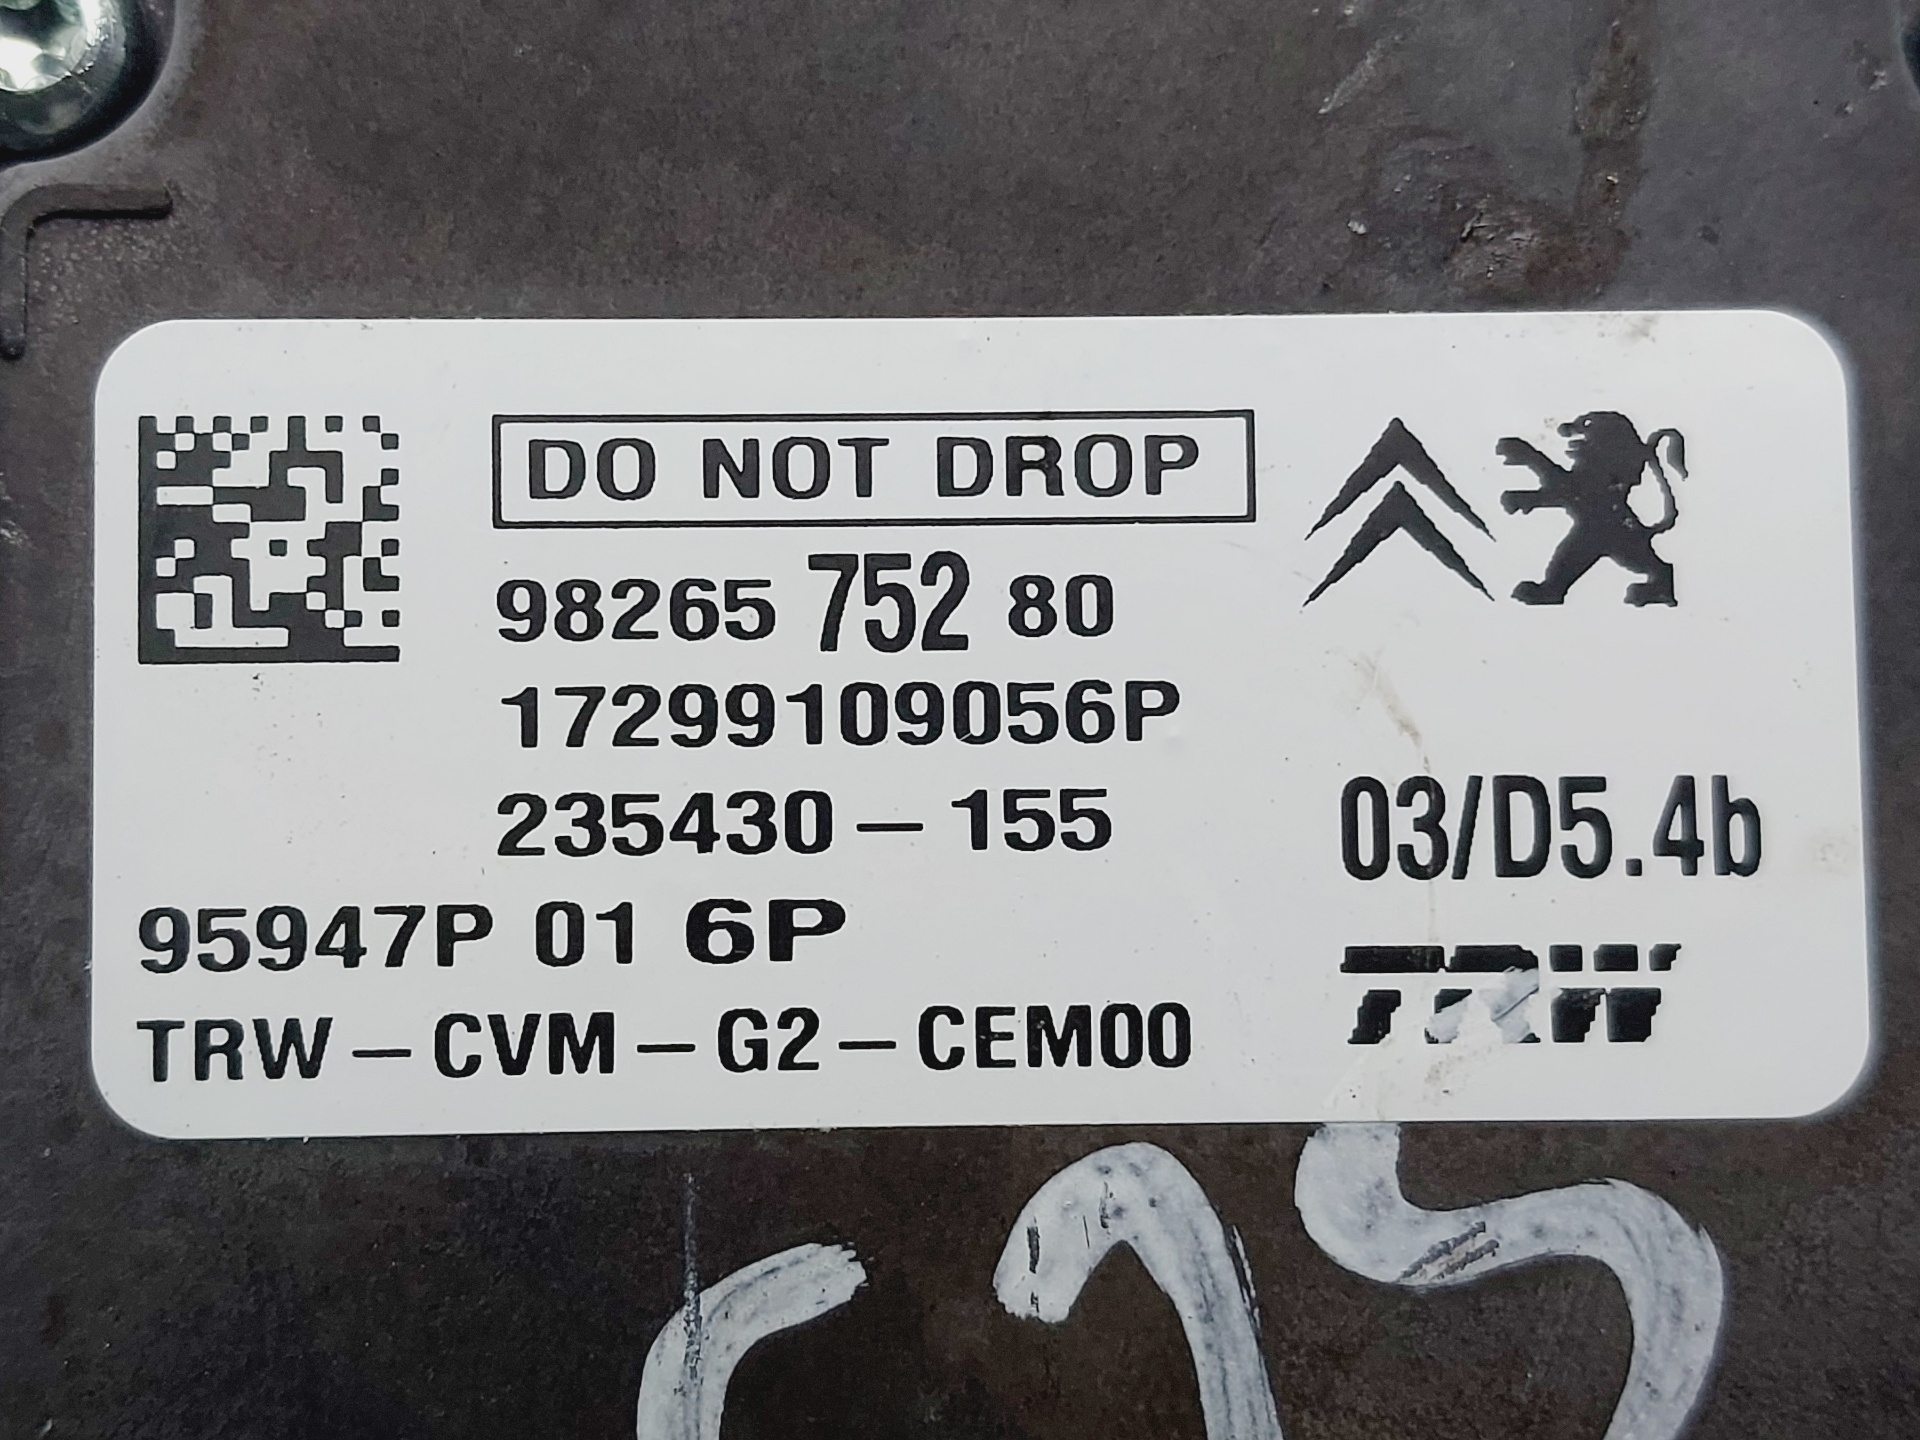 DO NOT DROP
98265 752 80
17299109056P
235430-155
03/D5.4b
95947P 01 6P
TRW-CVM-G2-CEM00
TRW